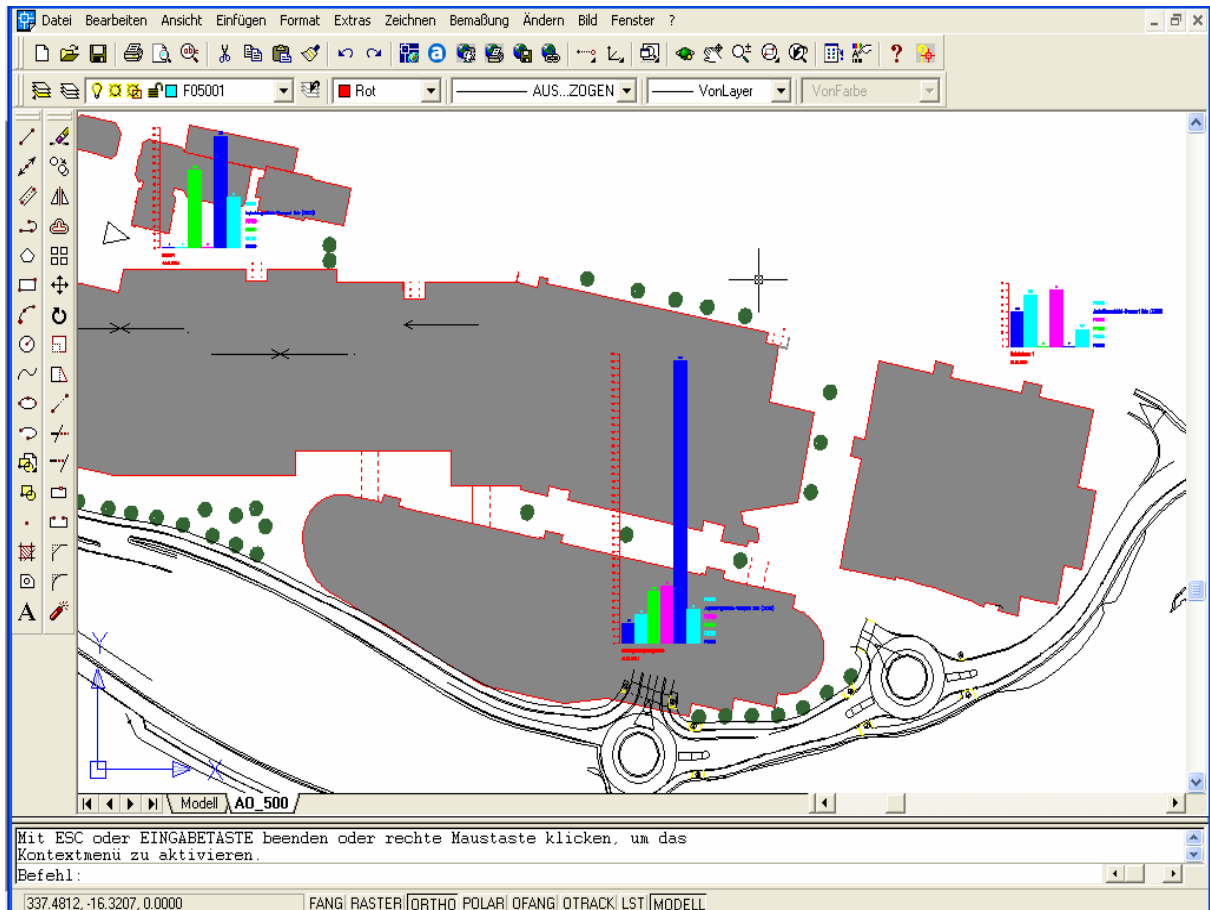 Datei Bearbeiten Ansicht Einfügen Format Extras Zeichnen Bemaßung Ändern Bild Fenster ?
F05001 Rot AUS...ZOGEN VonLayer VonFarbe
A
Y
X
Modell A0_500
Mit ESC oder EINGABETASTE beenden oder rechte Maustaste klicken, um das
Kontextmenü zu aktivieren.
Befehl:
337.4812, -16.3207, 0.0000 FANG RASTER ORTHO POLAR OFANG OTRACK LST MODELL